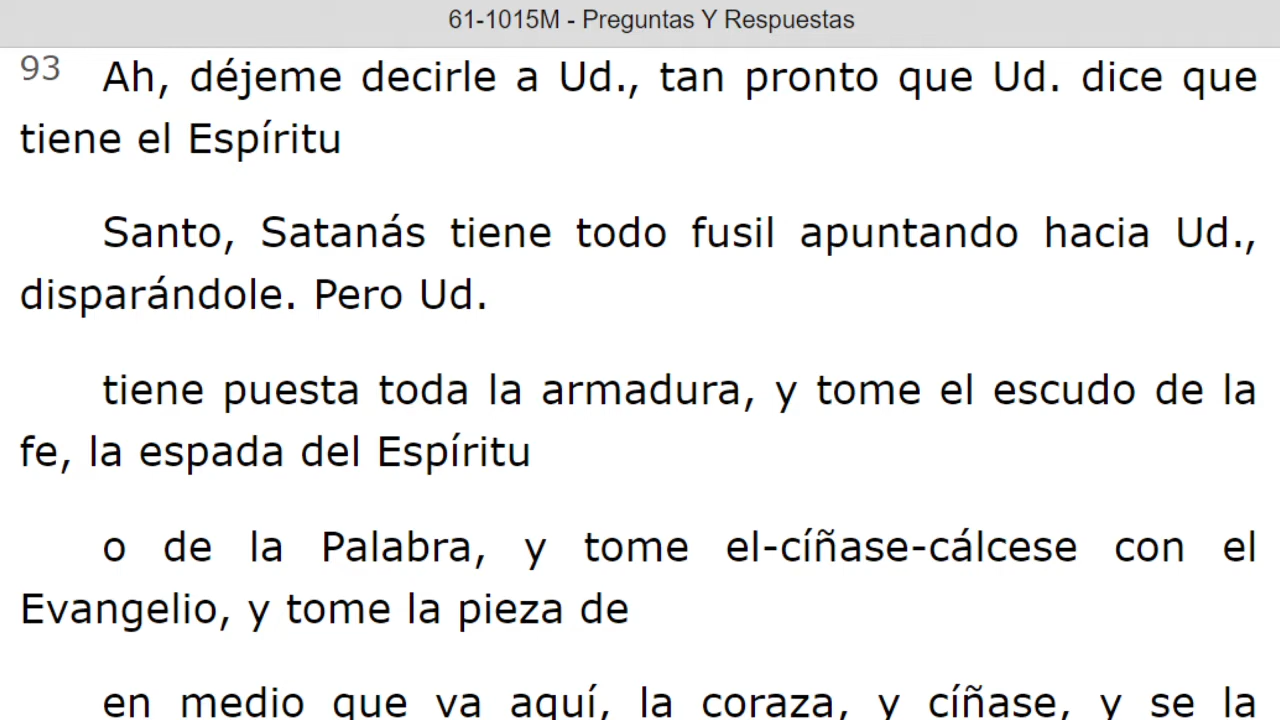 61-1015M - Preguntas Y Respuestas
93 Ah, déjeme decirle a Ud., tan pronto que Ud. dice que
tiene el Espíritu
Santo, Satanás tiene todo fusil apuntando hacia Ud.,
disparándole. Pero Ud.
tiene puesta toda la armadura, y tome el escudo de la
fe, la espada del Espíritu
o de la Palabra, y tome el-cíñase-cálcese con el
Evangelio, y tome la pieza de
en medio que va aquí, la coraza, y cíñase, y se la